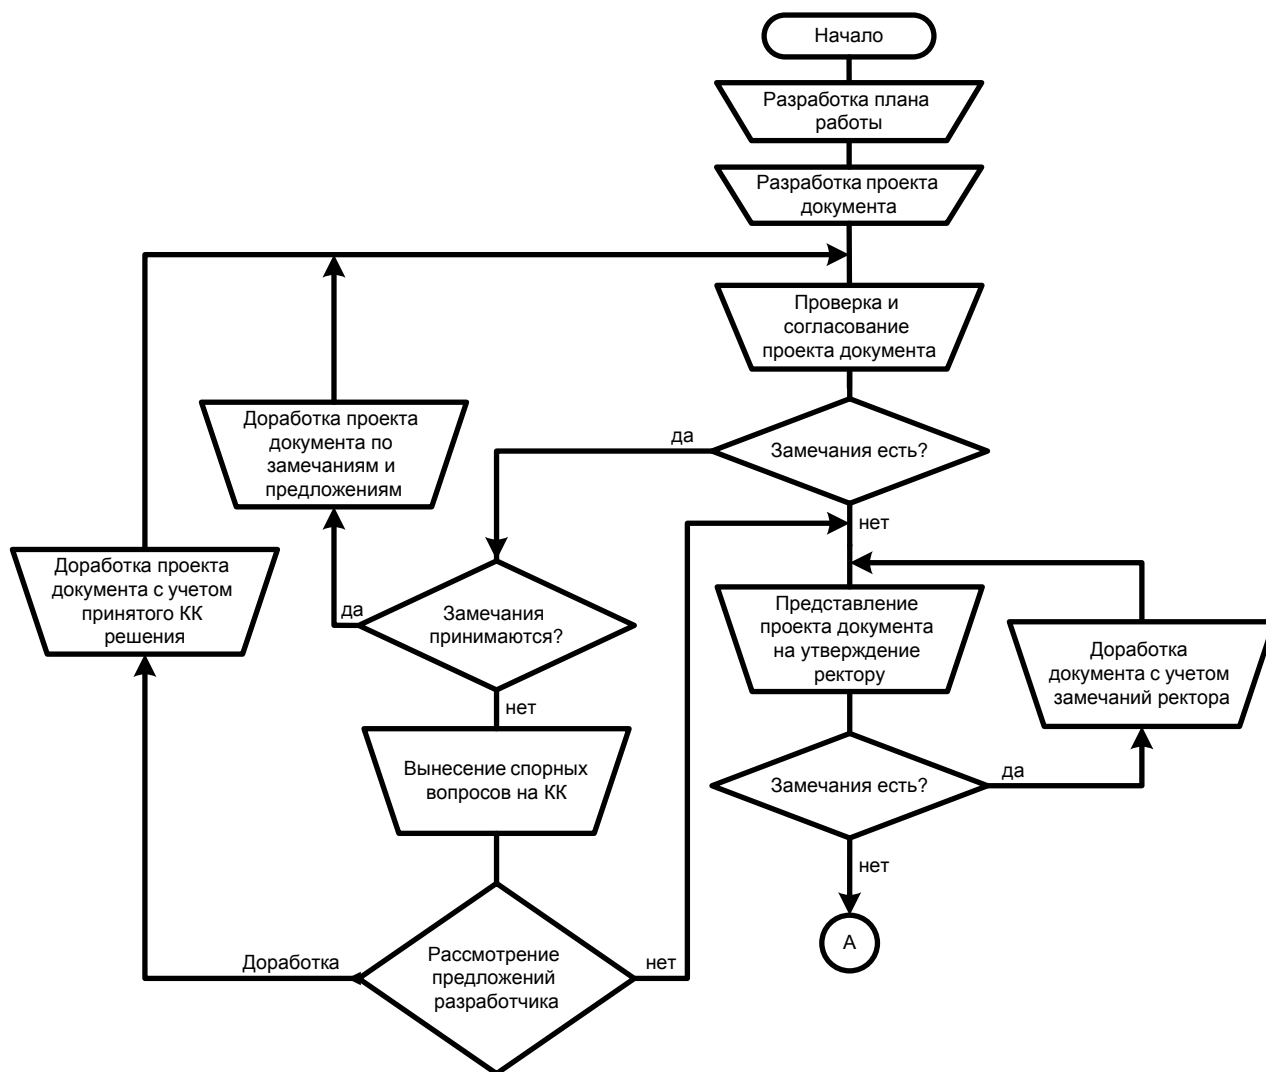 Начало
Разработка плана
работы
Разработка проекта
документа
Проверка и
согласование
проекта документа
Доработка проекта
документа по
замечаниям и
предложениям
да
Замечания есть?
нет
Доработка проекта
документа с учетом
принятого КК
решения
да
Замечания
принимаются?
Представление
проекта документа
на утверждение
ректору
Доработка
документа с учетом
замечаний ректора
нет
Вынесение спорных
вопросов на КК
Замечания есть?
да
нет
А
Доработка
Рассмотрение
предложений
разработчика
нет